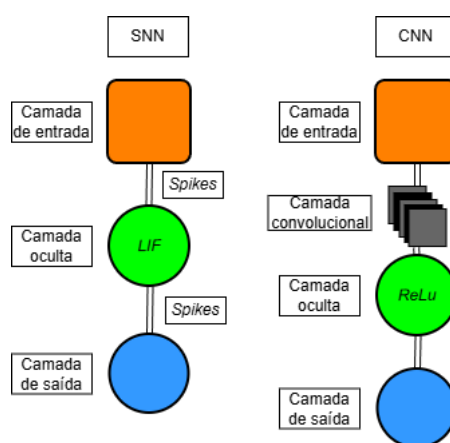 SNN
Camada
de entrada
Spikes
Camada
oculta
LIF
Spikes
Camada
de saída
CNN
Camada
de entrada
Camada
convolucional
Camada
oculta
ReLu
Camada
de saída